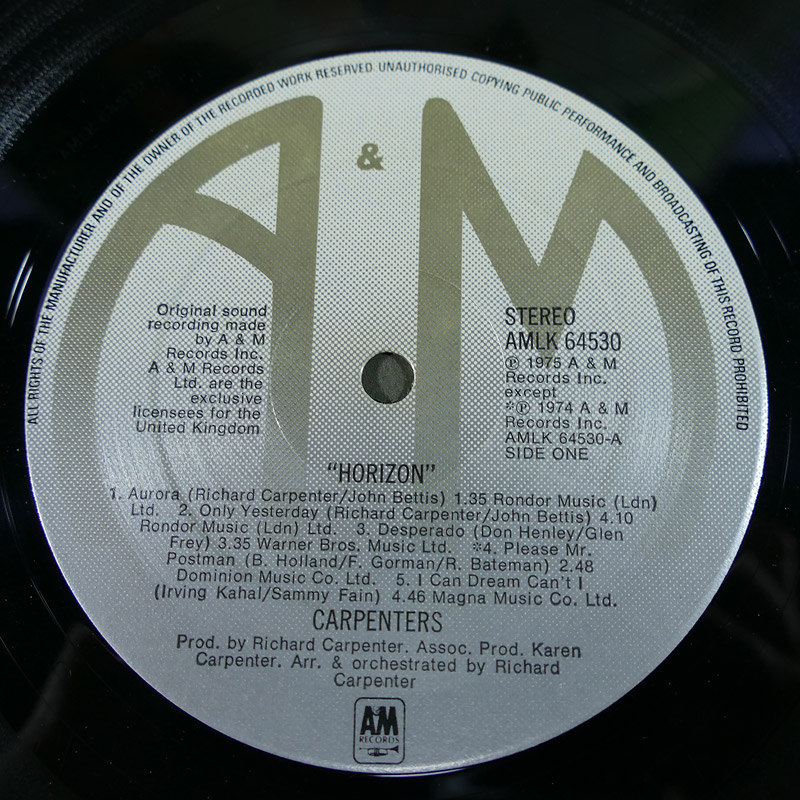 ALL RIGHTS OF THE MANUFACTURER AND OF THE OWNER OF THE RECORDED WORK RESERVED. UNAUTHORISED COPYING PUBLIC PERFORMANCE AND BROADCASTING OF THIS RECORD PROHIBITED
A & M
Original sound
recording made
by A & M
Records Inc.
A & M Records
Ltd. are the
exclusive
licensees for the
United Kingdom
STEREO
AMLK 64530
℗ 1975 A & M
Records Inc.
except
*℗ 1974 A & M
Records Inc.
AMLK 64530-A
SIDE ONE
“HORIZON”
1. Aurora (Richard Carpenter/John Bettis) 1.35 Rondor Music (Ldn)
Ltd. 2. Only Yesterday (Richard Carpenter/John Bettis) 4.10
Rondor Music (Ldn) Ltd. 3. Desperado (Don Henley/Glen
Frey) 3.35 Warner Bros. Music Ltd. *4. Please Mr.
Postman (B. Holland/F. Gorman/R. Bateman) 2.48
Dominion Music Co. Ltd. 5. I Can Dream Can't I
(Irving Kahal/Sammy Fain) 4.46 Magna Music Co. Ltd.
CARPENTERS
Prod. by Richard Carpenter. Assoc. Prod. Karen
Carpenter. Arr. & orchestrated by Richard
Carpenter
AM
RECORDS